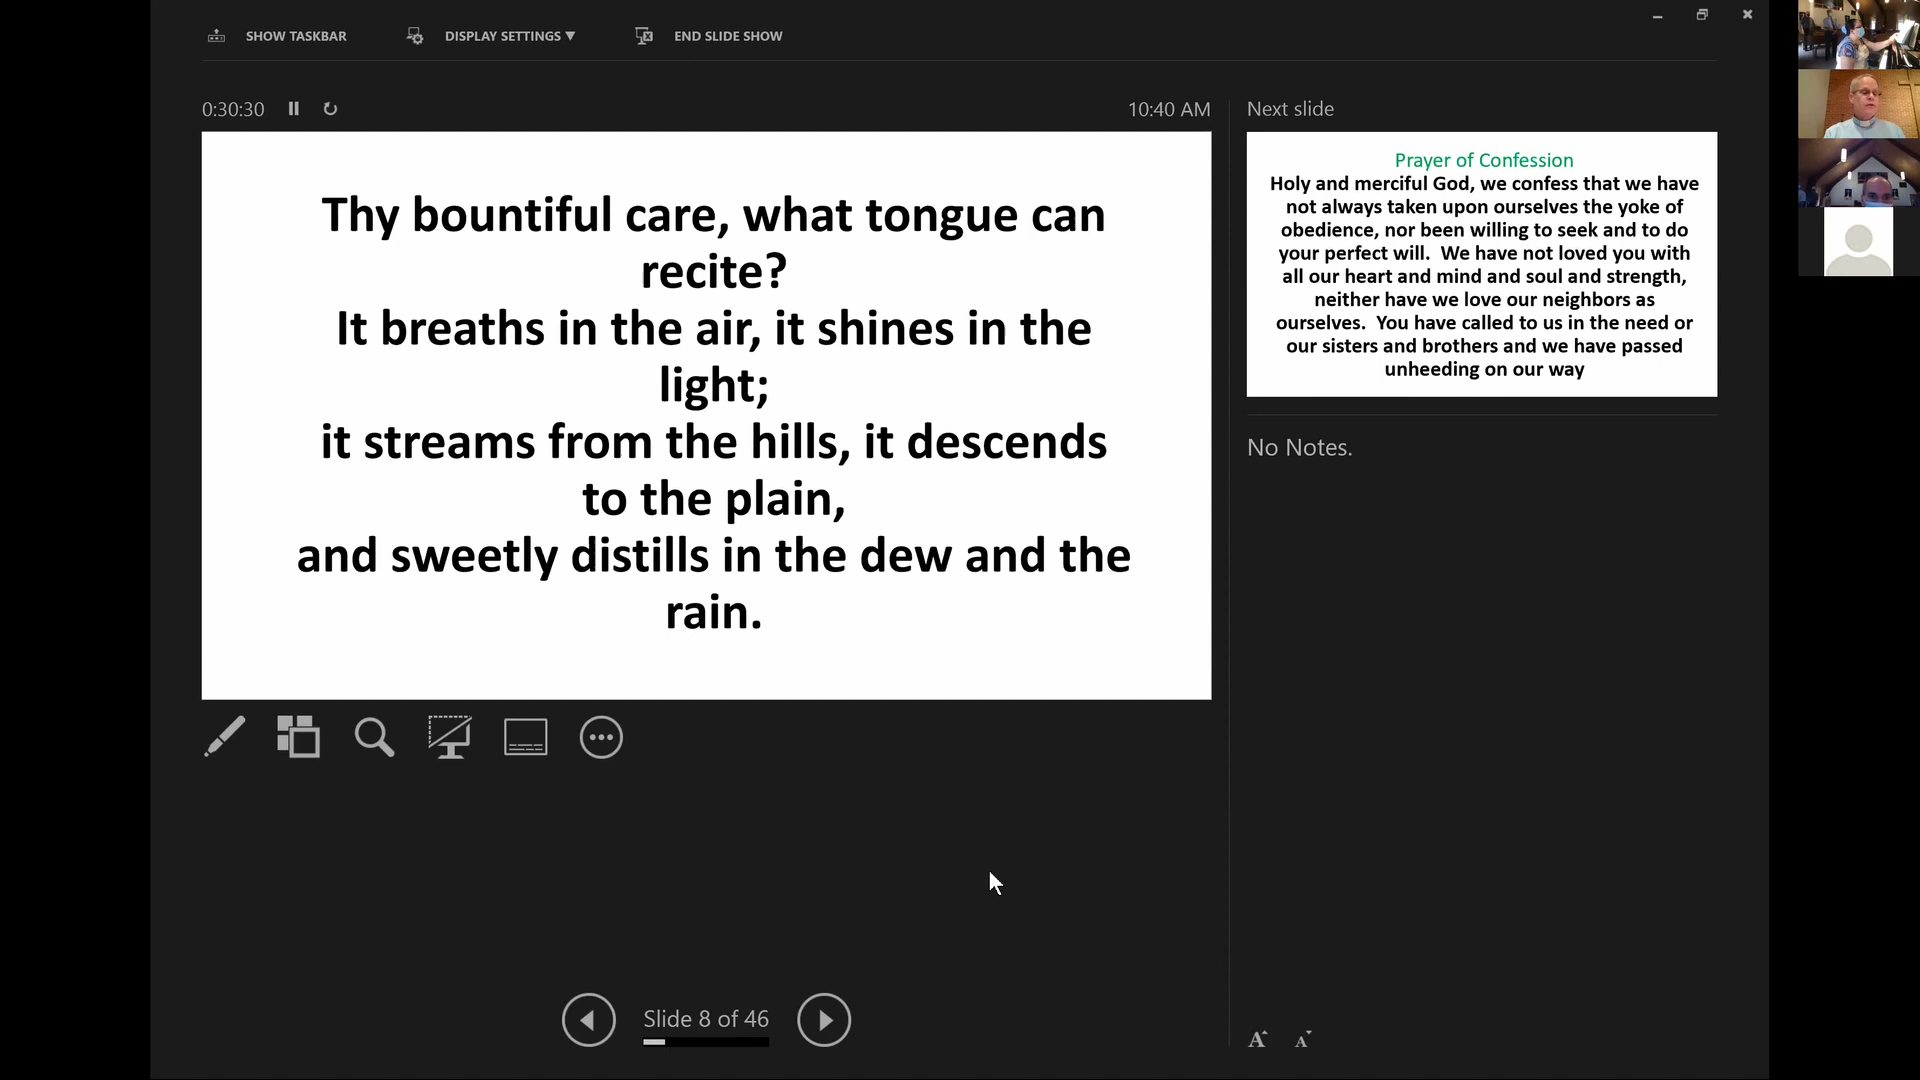 SHOW TASKBAR
DISPLAY SETTINGS ▼
END SLIDE SHOW
0:30:30
10:40 AM
Thy bountiful care, what tongue can
recite?
It breaths in the air, it shines in the
light;
it streams from the hills, it descends
to the plain,
and sweetly distills in the dew and the
rain.
Next slide
Prayer of Confession
Holy and merciful God, we confess that we have
not always taken upon ourselves the yoke of
obedience, nor been willing to seek and to do
your perfect will.  We have not loved you with
all our heart and mind and soul and strength,
neither have we love our neighbors as
ourselves.  You have called to us in the need or
our sisters and brothers and we have passed
unheeding on our way
No Notes.
Slide 8 of 46
A A